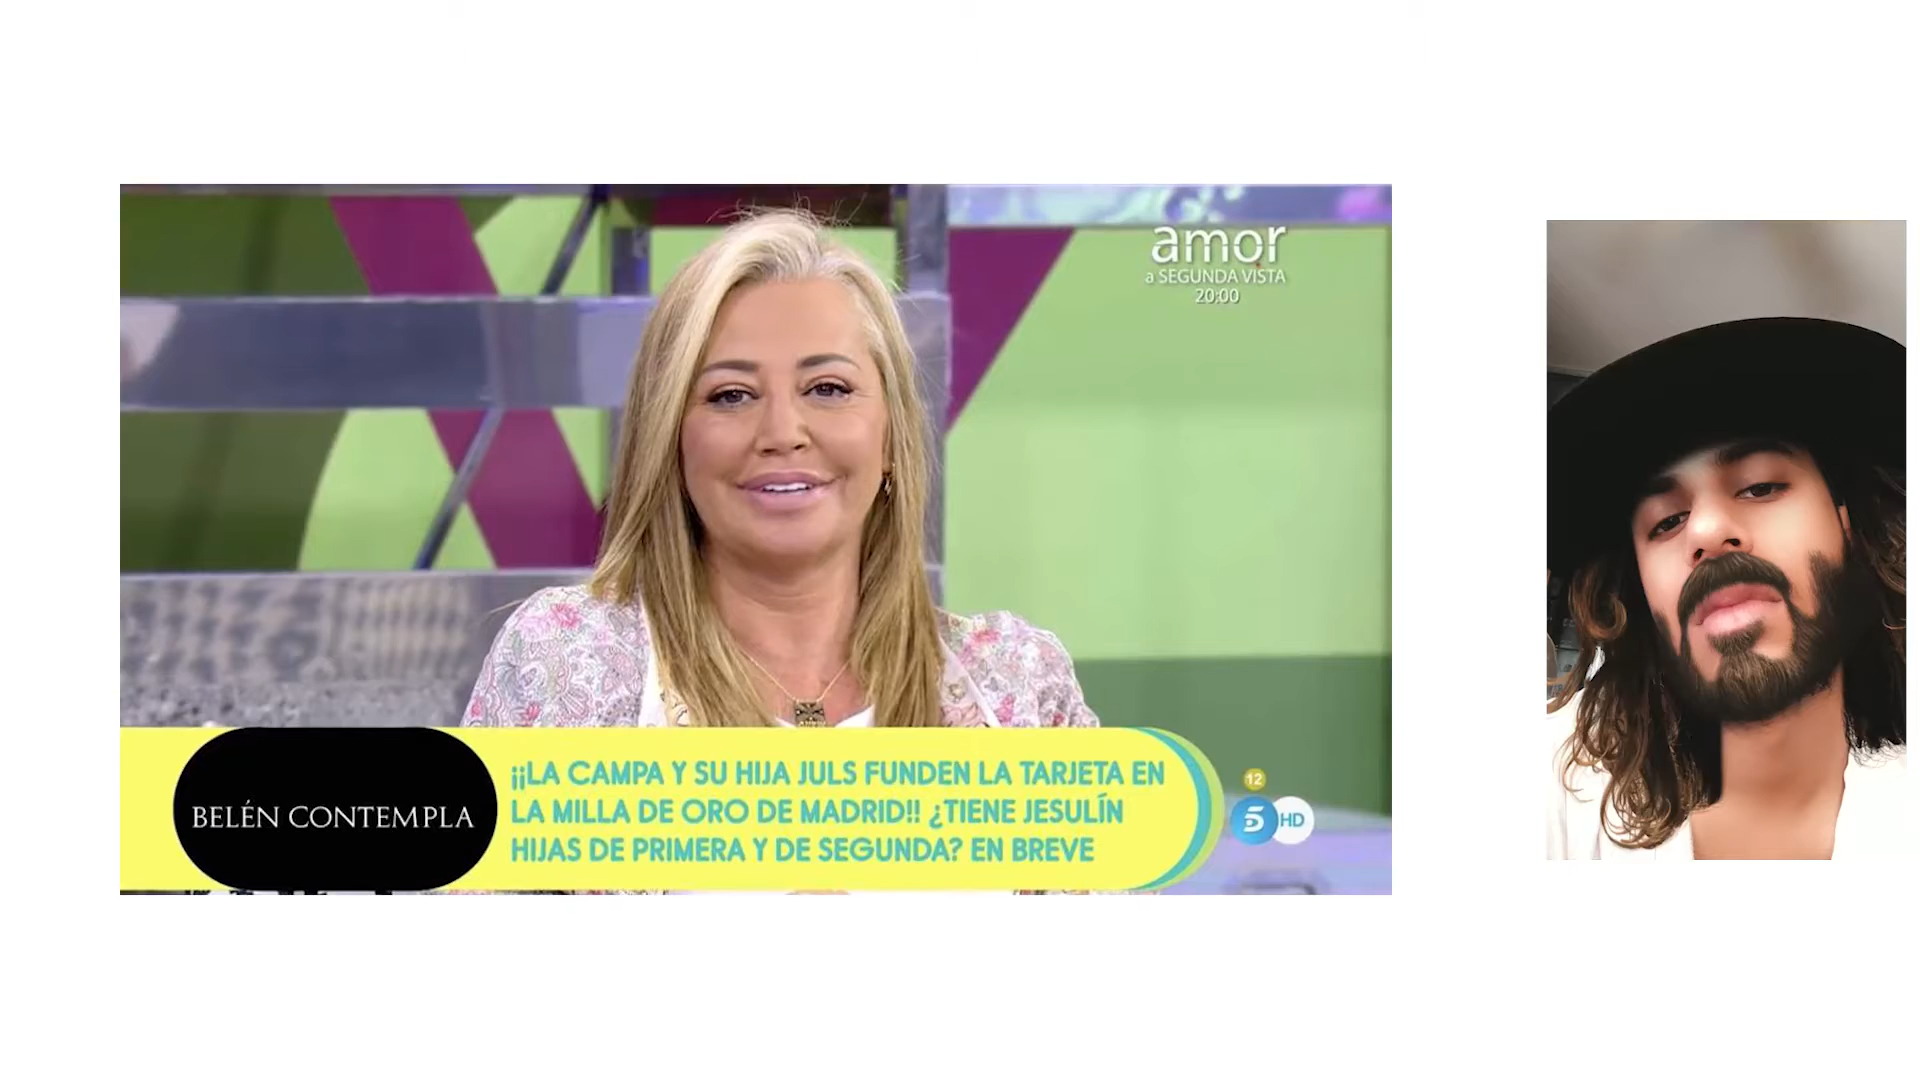 amor
a SEGUNDA VISTA
20:00
BELÉN CONTEMPLA
¡¡LA CAMPA Y SU HIJA JULS FUNDEN LA TARJETA EN
LA MILLA DE ORO DE MADRID!! ¿TIENE JESULÍN
HIJAS DE PRIMERA Y DE SEGUNDA? EN BREVE
12
5 HD